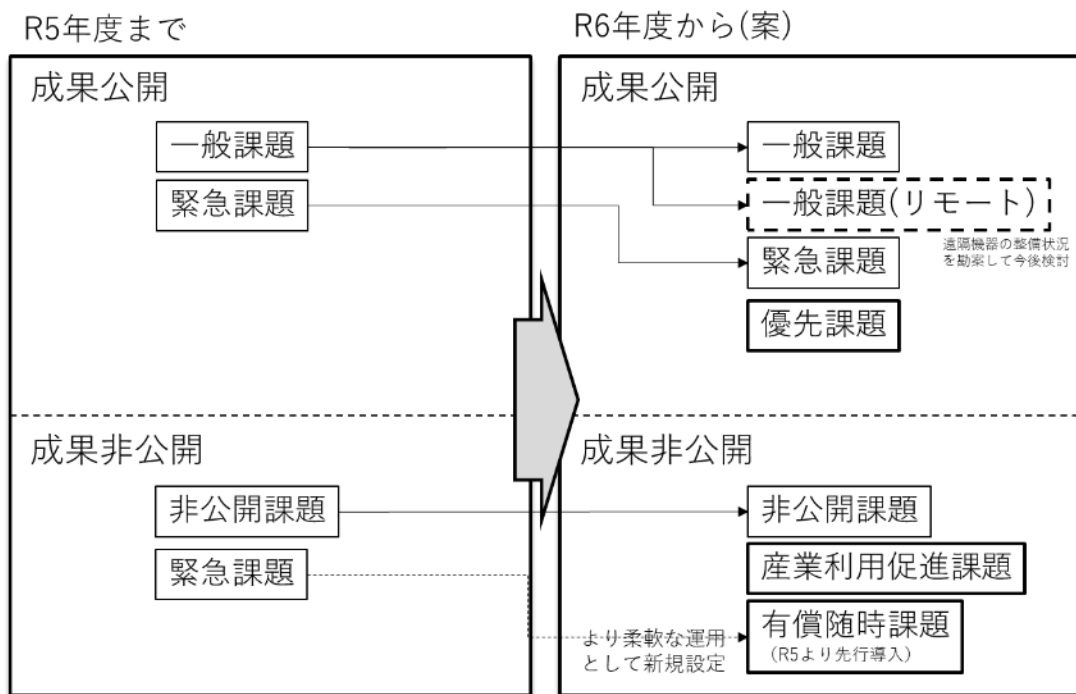 R5年度まで
成果公開
一般課題
緊急課題
成果非公開
非公開課題
緊急課題
R6年度から(案)
成果公開
一般課題
一般課題(リモート)
遠隔機器の整備状況
を勘案して今後検討
緊急課題
優先課題
成果非公開
非公開課題
産業利用促進課題
より柔軟な運用
として新規設定
有償随時課題
(R5より先行導入)